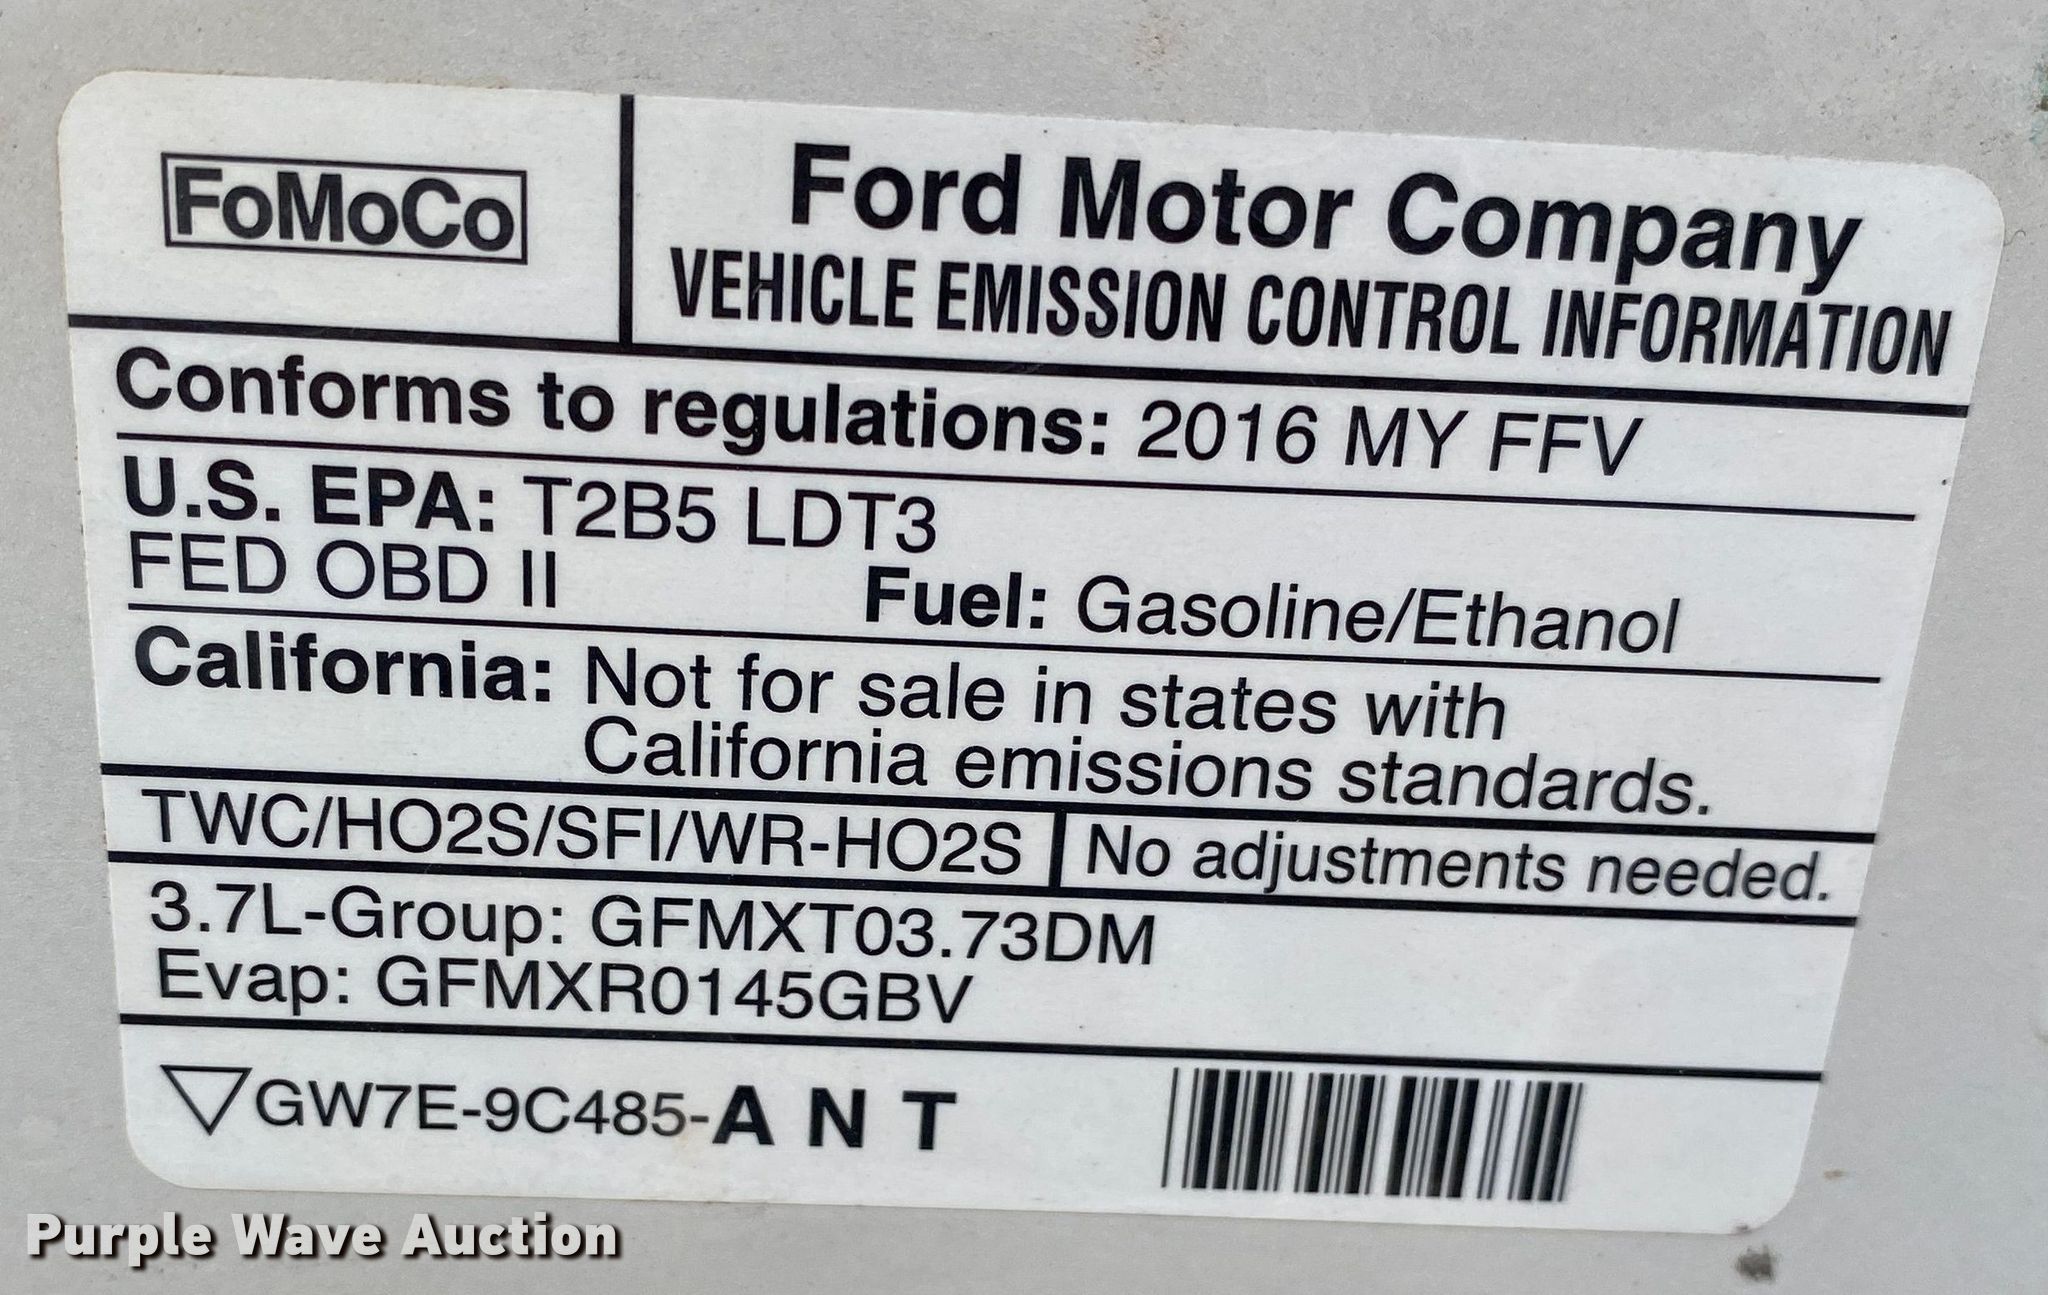 FoMoCo
Ford Motor Company
VEHICLE EMISSION CONTROL INFORMATION
Conforms to regulations: 2016 MY FFV
U.S. EPA: T2B5 LDT3
FED OBD II Fuel: Gasoline/Ethanol
California: Not for sale in states with
California emissions standards.
TWC/HO2S/SFI/WR-HO2S No adjustments needed.
3.7L-Group: GFMXT03.73DM
Evap: GFMXR0145GBV
GW7E-9C485-A N T
Purple Wave Auction